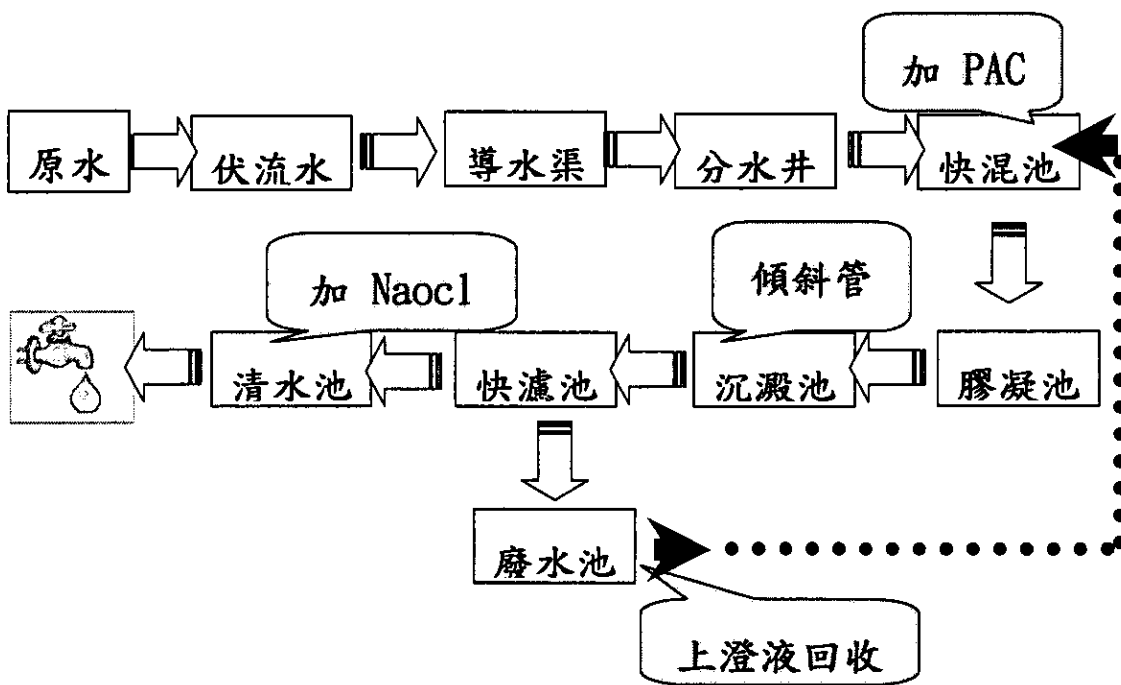 加 PAC
原水
伏流水
導水渠
分水井
快混池
加 Naocl
傾斜管
清水池
快濾池
沉澱池
膠凝池
廢水池
上澄液回收